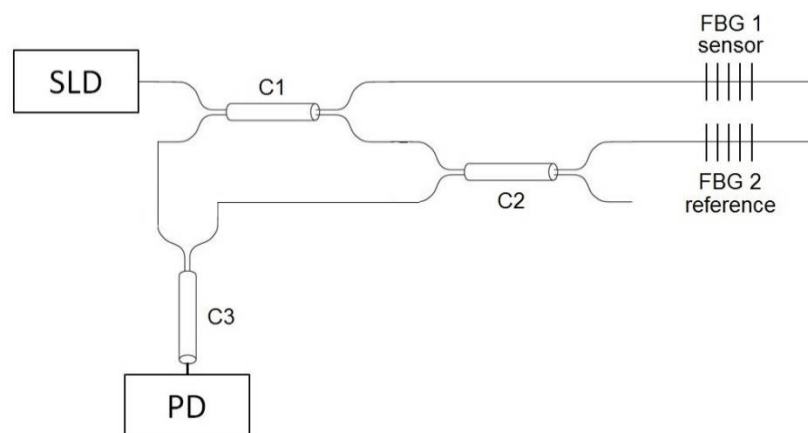 FBG 1
sensor
SLD
C1
C2
FBG 2
reference
C3
PD